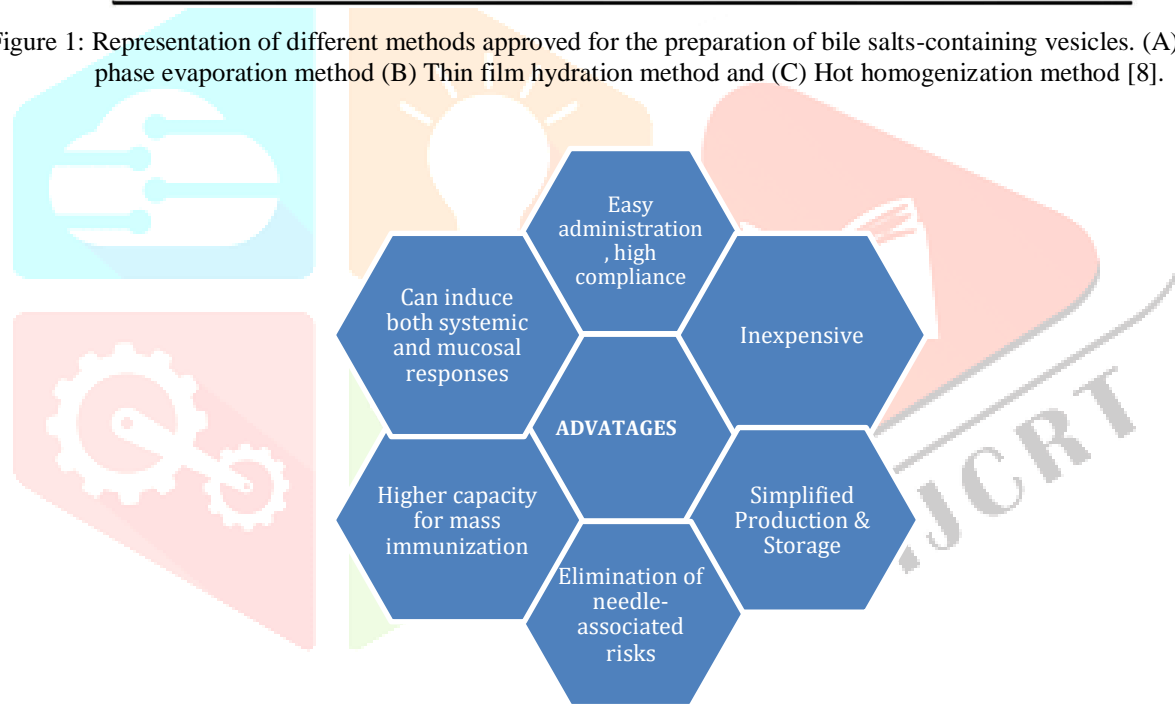 igure 1: Representation of different methods approved for the preparation of bile salts-containing vesicles. (A)
phase evaporation method (B) Thin film hydration method and (C) Hot homogenization method [8].
Easy
administration
, high
compliance
Can induce
both systemic
and mucosal
responses
Inexpensive
ADVATAGES
Higher capacity
for mass
immunization
Simplified
Production &
Storage
Elimination of
needle-
associated
risks
JCRT